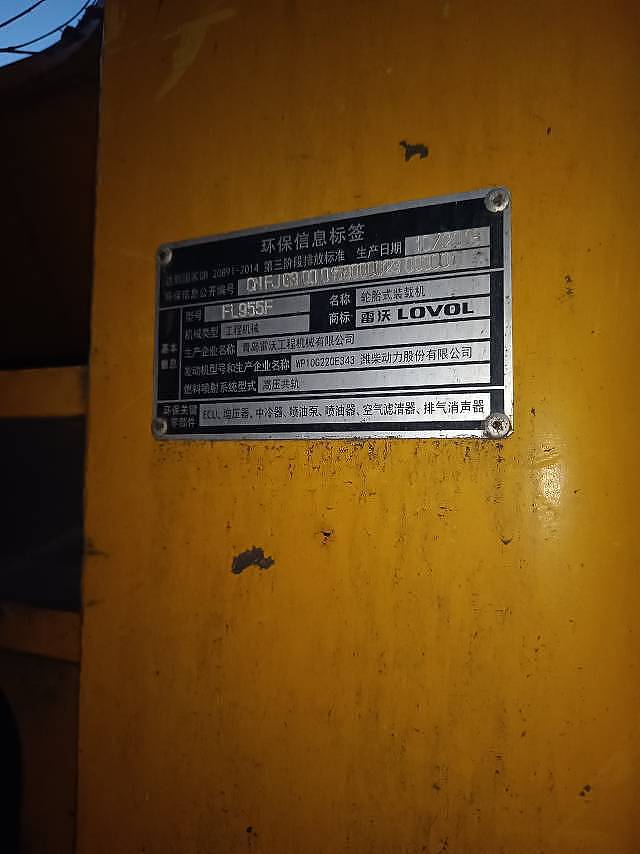 环保信息标签
达到国家GB 20891-2014 第三阶段排放标准 生产日期
环保信息公开编号
型号 FL955F 名称 轮胎式装载机
机械类型 工程机械 商标 雷沃 LOVOL
基本信息
生产企业名称 青岛雷沃工程机械有限公司
发动机型号和生产企业名称 WP10G220E343 潍柴动力股份有限公司
燃料喷射系统型式 高压共轨
环保关键零部件 ECU、增压器、中冷器、喷油泵、喷油器、空气滤清器、排气消声器